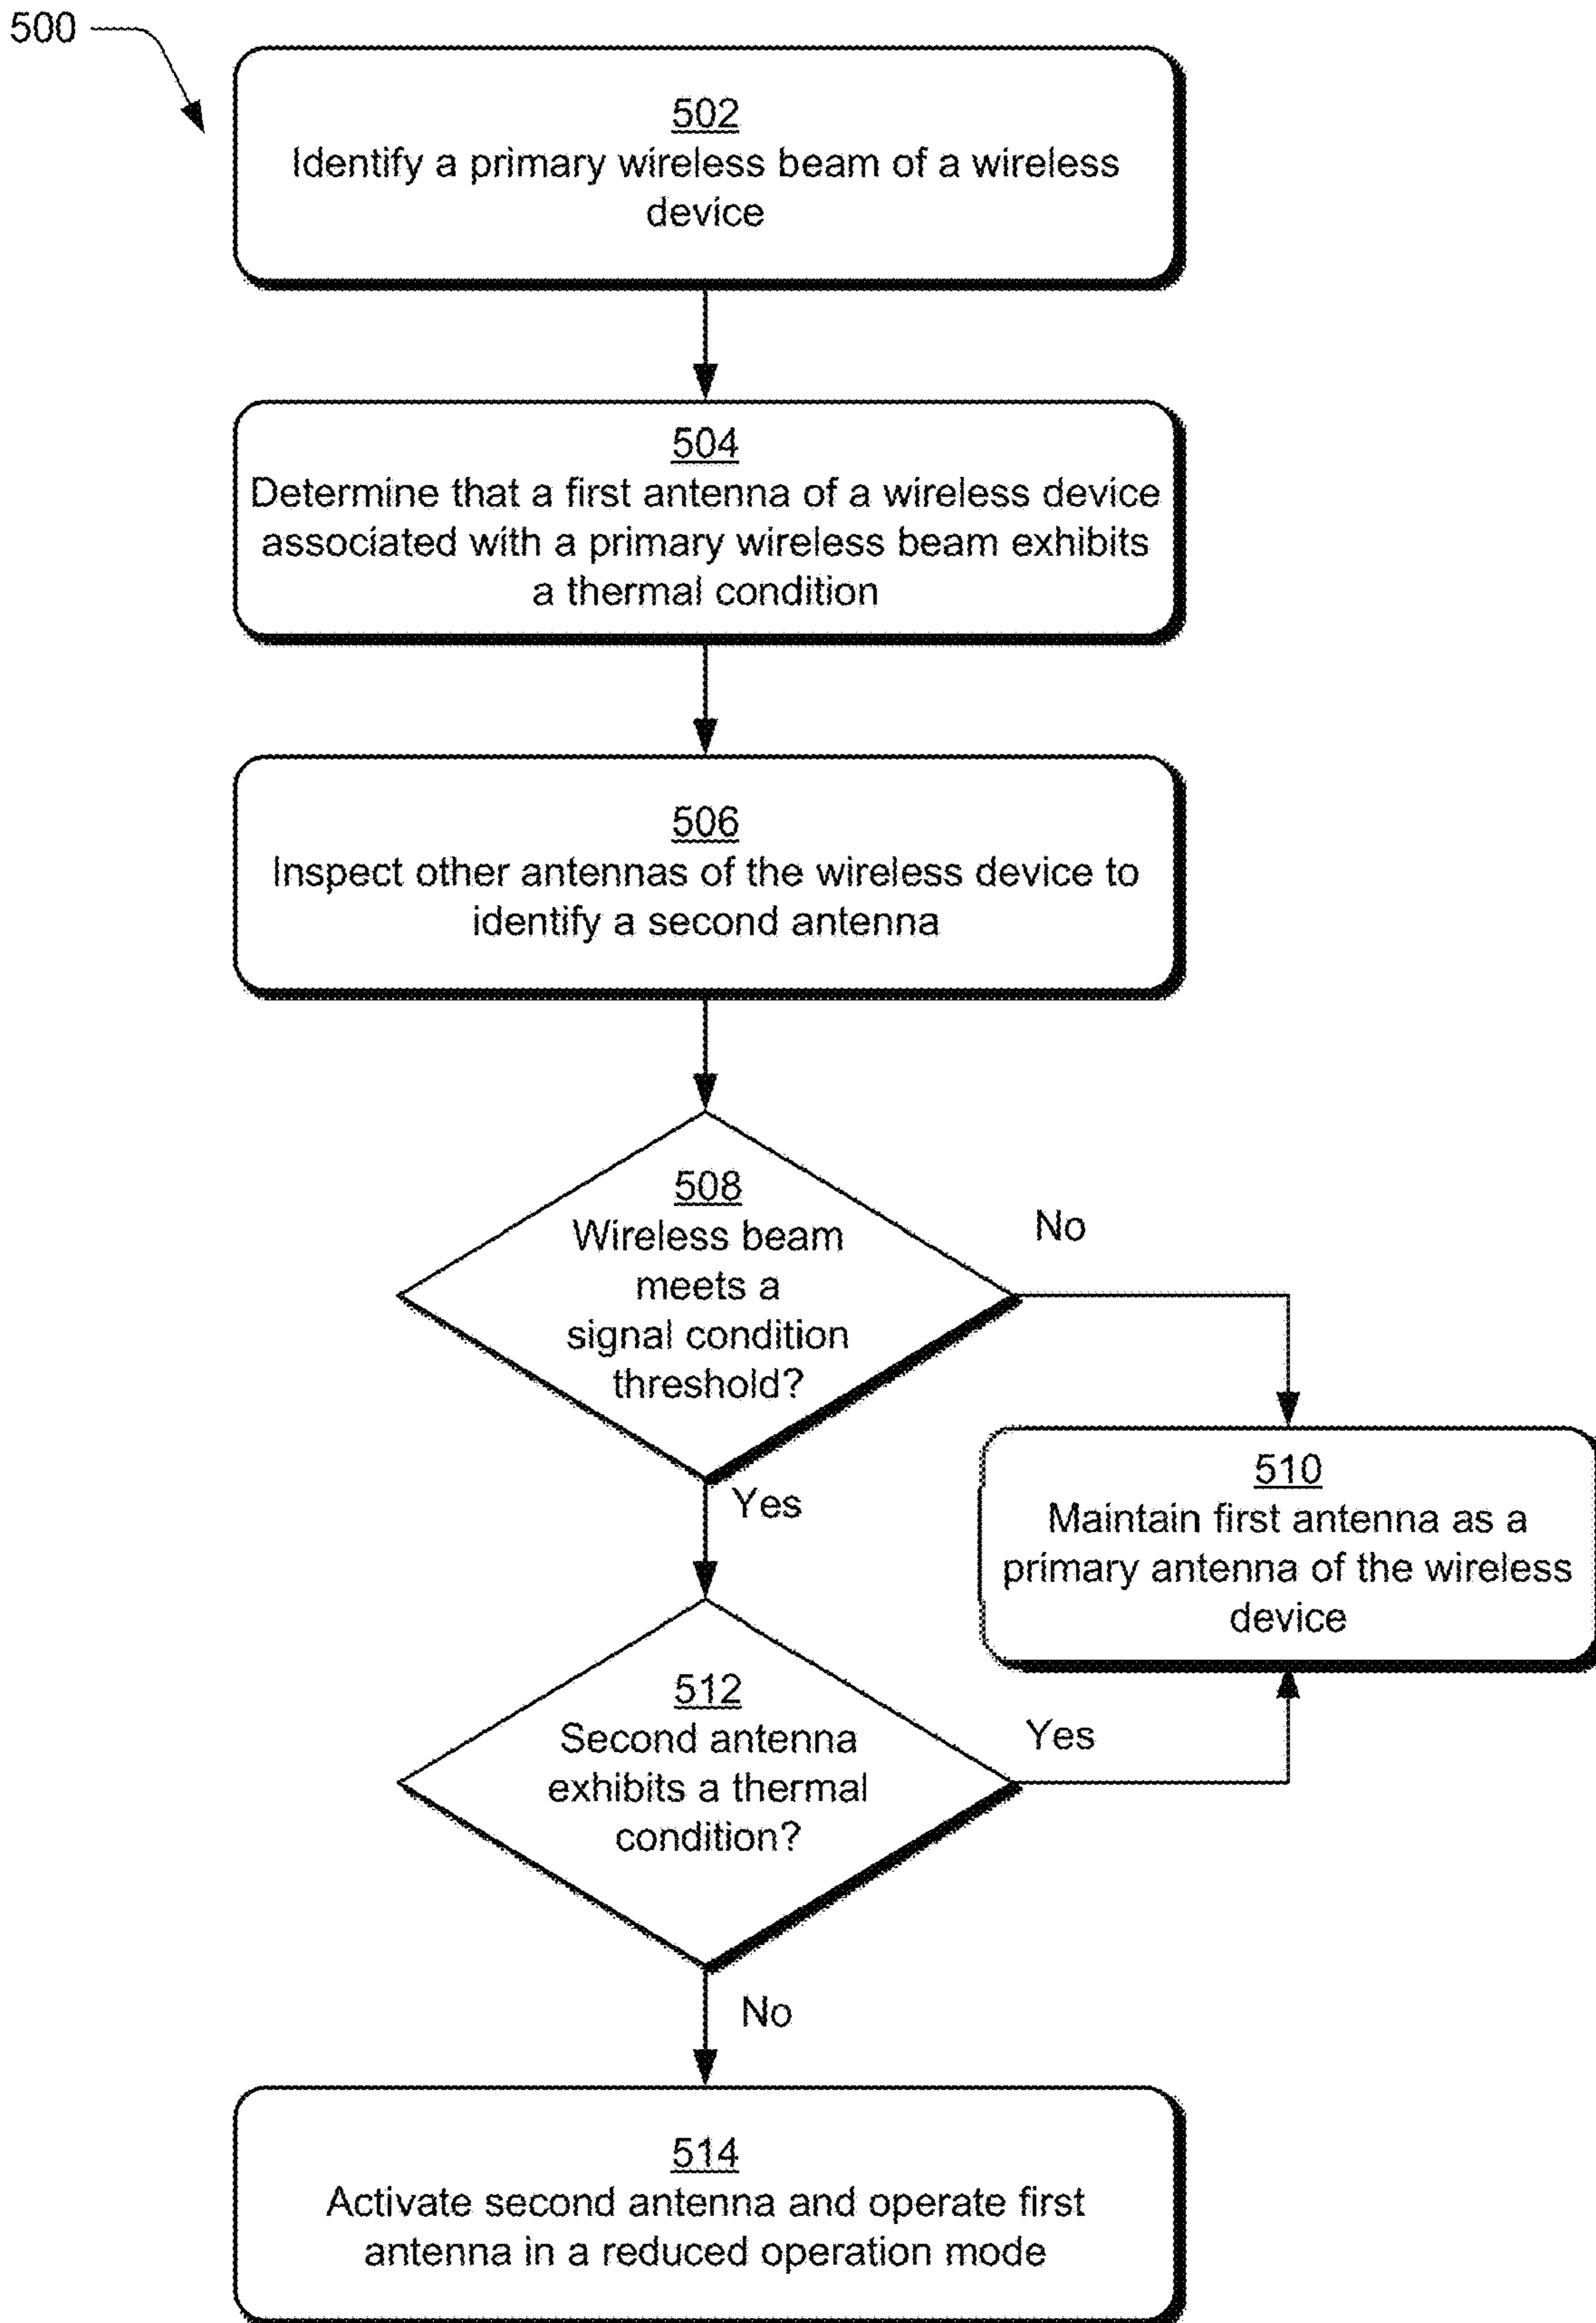 500
502
Identify a primary wireless beam of a wireless
device
504
Determine that a first antenna of a wireless device
associated with a primary wireless beam exhibits
a thermal condition
506
Inspect other antennas of the wireless device to
identify a second antenna
508
Wireless beam
meets a
signal condition
threshold?
No
Yes
510
Maintain first antenna as a
primary antenna of the wireless
device
512
Second antenna
exhibits a thermal
condition?
Yes
No
514
Activate second antenna and operate first
antenna in a reduced operation mode